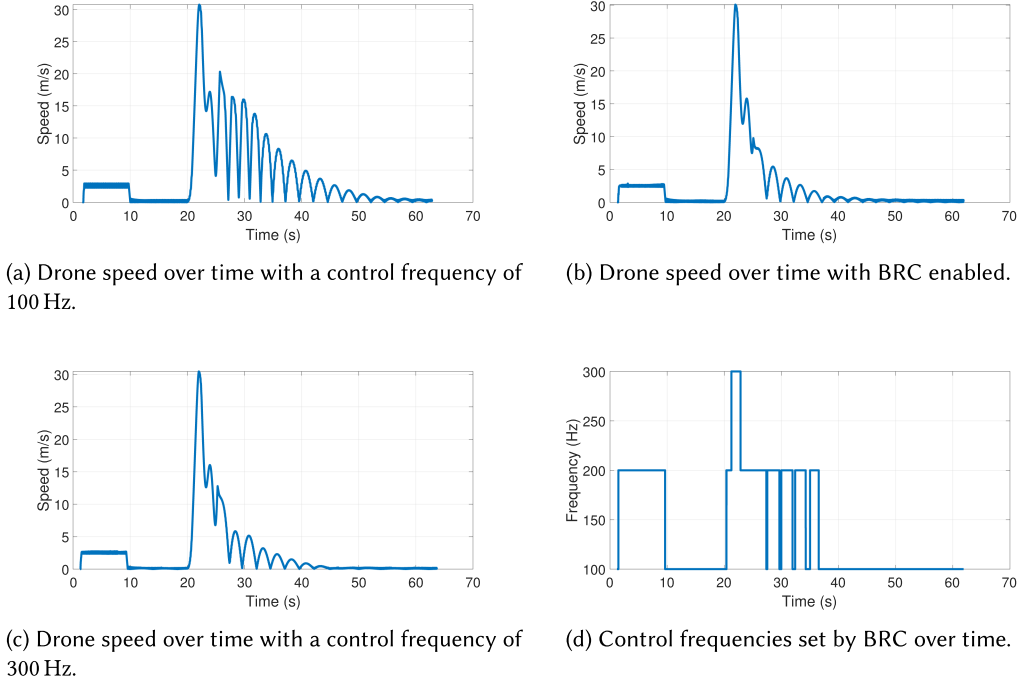 30
25
20
15
10
5
0
Speed (m/s)
0 10 20 30 40 50 60 70
Time (s)
(a) Drone speed over time with a control frequency of
100 Hz.
30
25
20
15
10
5
0
Speed (m/s)
0 10 20 30 40 50 60 70
Time (s)
(b) Drone speed over time with BRC enabled.
30
25
20
15
10
5
0
Speed (m/s)
0 10 20 30 40 50 60 70
Time (s)
(c) Drone speed over time with a control frequency of
300 Hz.
300
250
200
150
100
Frequency (Hz)
0 10 20 30 40 50 60 70
Time (s)
(d) Control frequencies set by BRC over time.